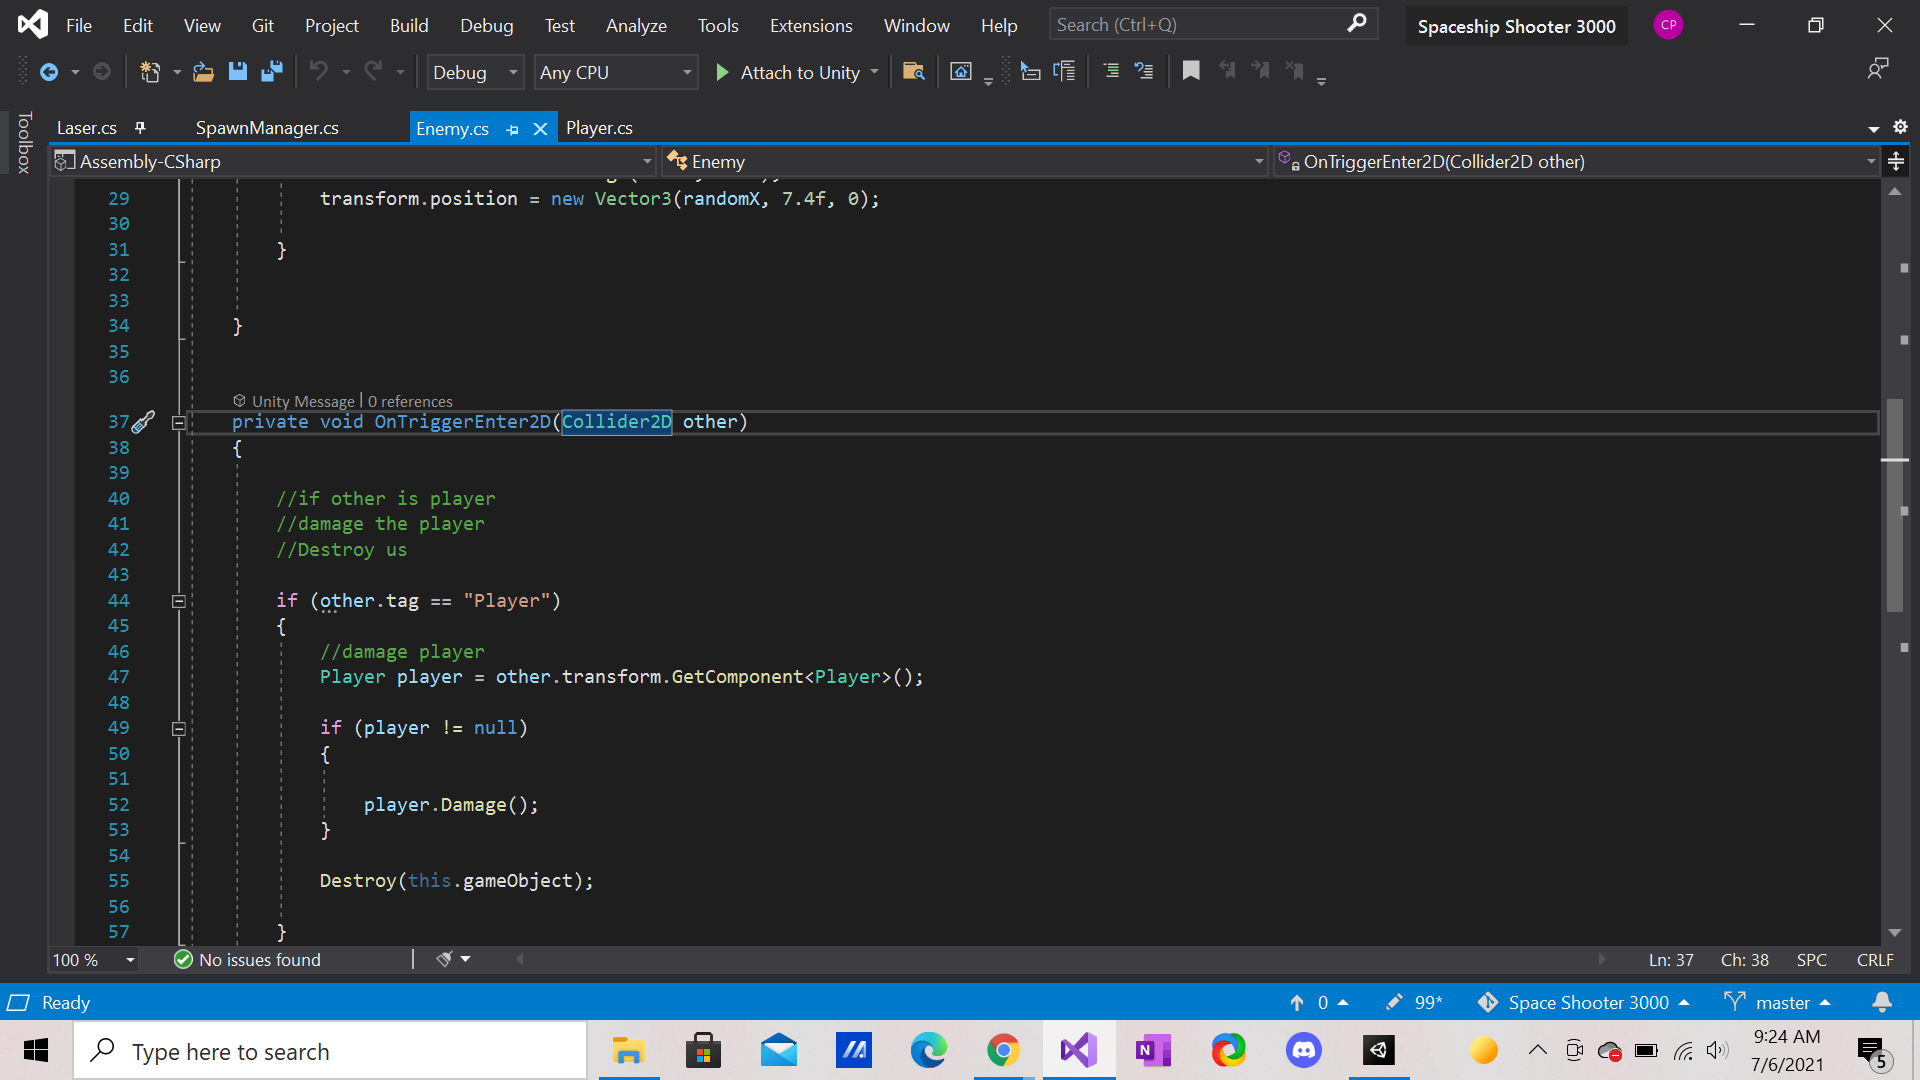 File Edit View Git Project Build Debug Test Analyze Tools Extensions Window Help Search (Ctrl+Q) Spaceship Shooter 3000 CP
Debug Any CPU Attach to Unity
Toolbox
Laser.cs SpawnManager.cs Enemy.cs Player.cs
Assembly-CSharp Enemy OnTriggerEnter2D(Collider2D other)
29 transform.position = new Vector3(randomX, 7.4f, 0);
30
31 }
32
33
34 }
35
36
Unity Message | 0 references
37 private void OnTriggerEnter2D(Collider2D other)
38 {
39
40 //if other is player
41 //damage the player
42 //Destroy us
43
44 if (other.tag == "Player")
45 {
46 //damage player
47 Player player = other.transform.GetComponent<Player>();
48
49 if (player != null)
50 {
51
52 player.Damage();
53 }
54
55 Destroy(this.gameObject);
56
57 }
100 % No issues found Ln: 37 Ch: 38 SPC CRLF
Ready 0 99* Space Shooter 3000 master
Type here to search N 9:24 AM
7/6/2021 5